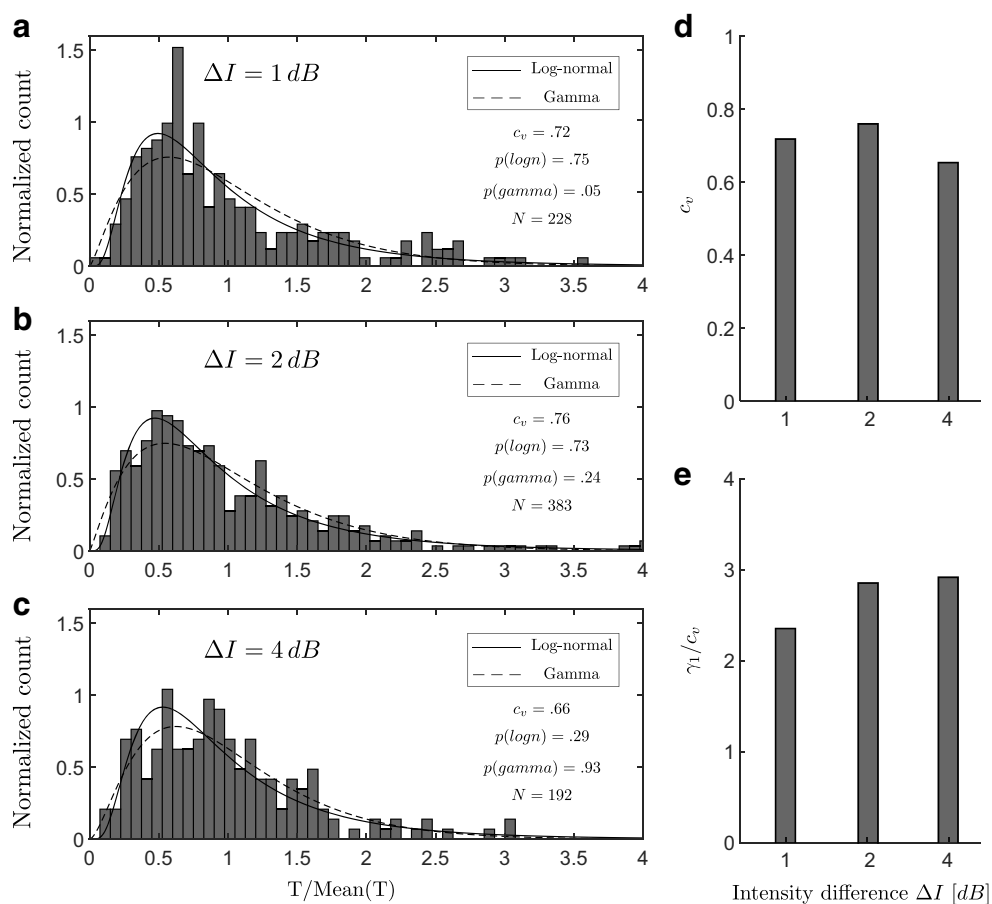 a
1.5
1
0.5
0
Normalized count
ΔI = 1 dB
Log-normal
Gamma
c_v = .72
p(logn) = .75
p(gamma) = .05
N = 228
0 0.5 1 1.5 2 2.5 3 3.5 4
b
1.5
1
0.5
0
Normalized count
ΔI = 2 dB
Log-normal
Gamma
c_v = .76
p(logn) = .73
p(gamma) = .24
N = 383
0 0.5 1 1.5 2 2.5 3 3.5 4
c
1.5
1
0.5
0
Normalized count
ΔI = 4 dB
Log-normal
Gamma
c_v = .66
p(logn) = .29
p(gamma) = .93
N = 192
0 0.5 1 1.5 2 2.5 3 3.5 4
T/Mean(T)
d
1
0.8
0.6
0.4
0.2
0
c_v
1 2 4
e
4
3
2
1
0
γ₁/c_v
1 2 4
Intensity difference ΔI [dB]